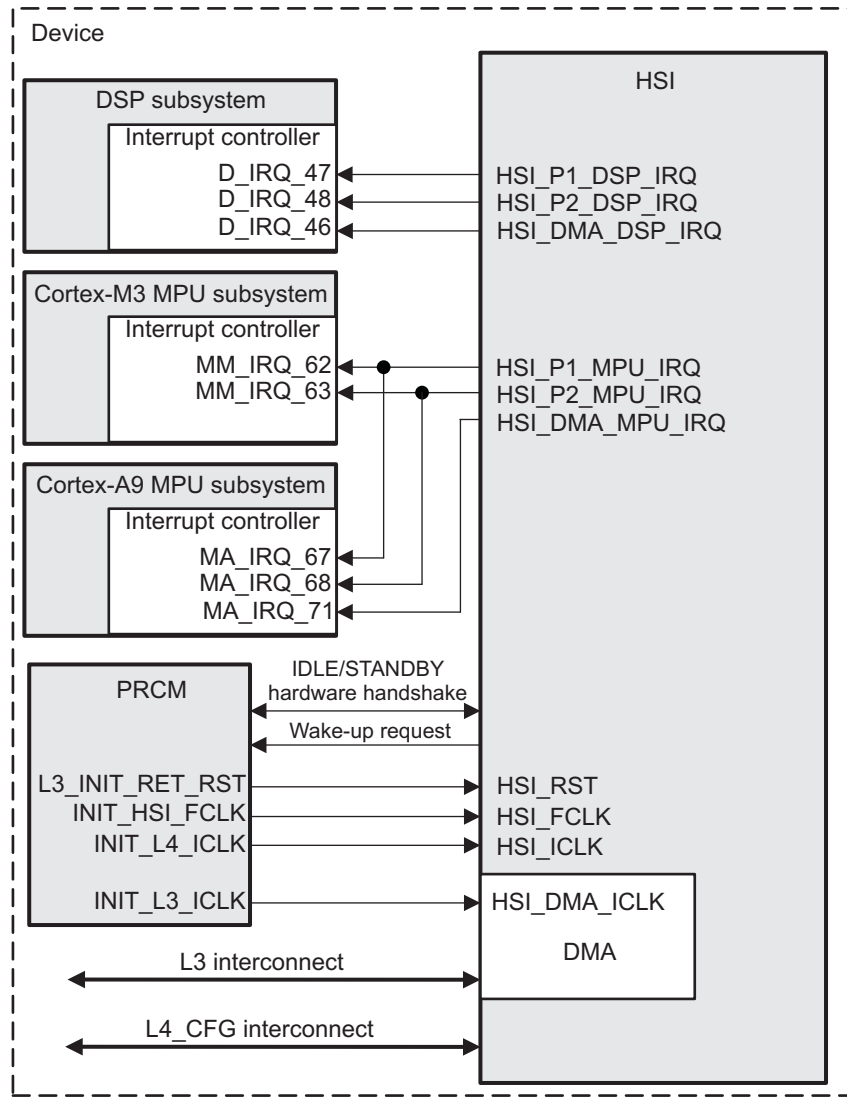 Device
HSI
DSP subsystem
Interrupt controller
D_IRQ_47
D_IRQ_48
D_IRQ_46
HSI_P1_DSP_IRQ
HSI_P2_DSP_IRQ
HSI_DMA_DSP_IRQ
Cortex-M3 MPU subsystem
Interrupt controller
MM_IRQ_62
MM_IRQ_63
HSI_P1_MPU_IRQ
HSI_P2_MPU_IRQ
HSI_DMA_MPU_IRQ
Cortex-A9 MPU subsystem
Interrupt controller
MA_IRQ_67
MA_IRQ_68
MA_IRQ_71
PRCM
IDLE/STANDBY
hardware handshake
Wake-up request
L3_INIT_RET_RST
INIT_HSI_FCLK
INIT_L4_ICLK
INIT_L3_ICLK
HSI_RST
HSI_FCLK
HSI_ICLK
HSI_DMA_ICLK
DMA
L3 interconnect
L4_CFG interconnect